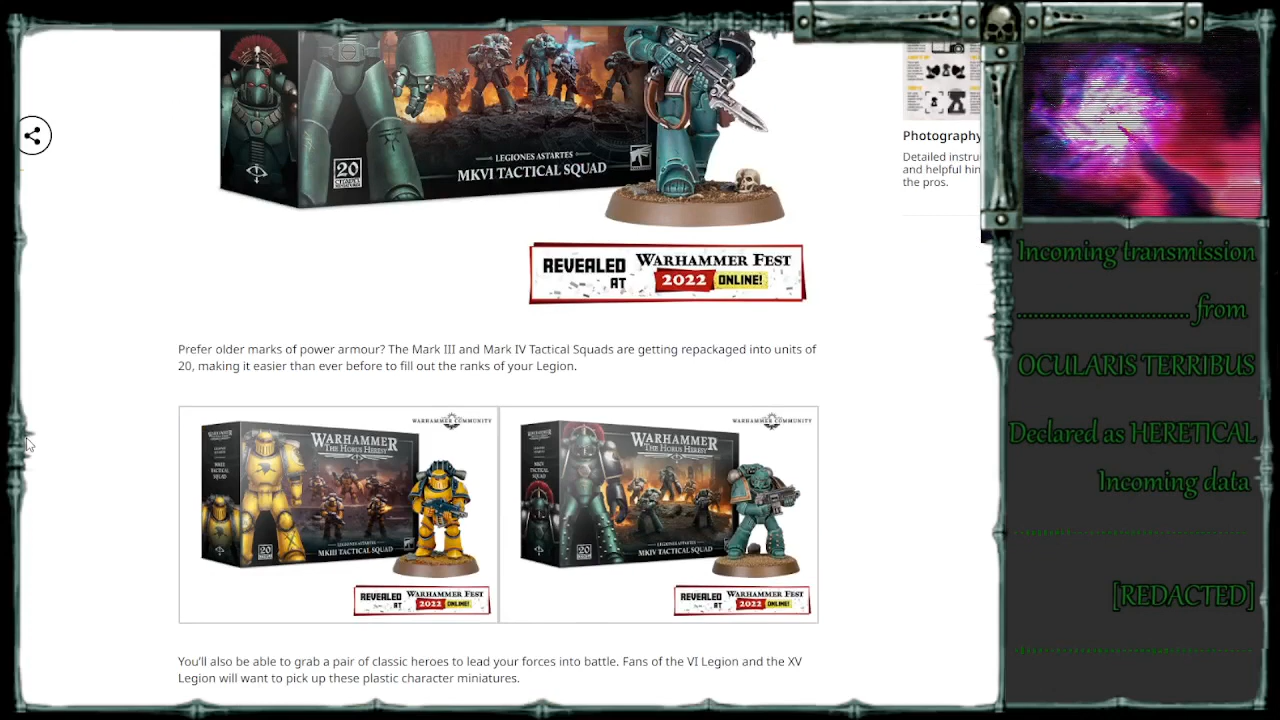 LEGIONES ASTARTES
MKVI TACTICAL SQUAD
20
REVEALED AT WARHAMMER FEST 2022 ONLINE!
Prefer older marks of power armour? The Mark III and Mark IV Tactical Squads are getting repackaged into units of
20, making it easier than ever before to fill out the ranks of your Legion.
WARHAMMER COMMUNITY
WARHAMMER
THE HORUS HERESY
LEGIONES ASTARTES
MKIII TACTICAL SQUAD
20
REVEALED AT WARHAMMER FEST 2022 ONLINE!
WARHAMMER COMMUNITY
WARHAMMER
THE HORUS HERESY
LEGIONES ASTARTES
MKIV TACTICAL SQUAD
20
REVEALED AT WARHAMMER FEST 2022 ONLINE!
You'll also be able to grab a pair of classic heroes to lead your forces into battle. Fans of the VI Legion and the XV
Legion will want to pick up these plastic character miniatures.
Photography
Detailed instru
and helpful hin
the pros.
Incoming transmission
............................... from
OCULARIS TERRIBUS
Declared as HERETICAL
Incoming data
[REDACTED]